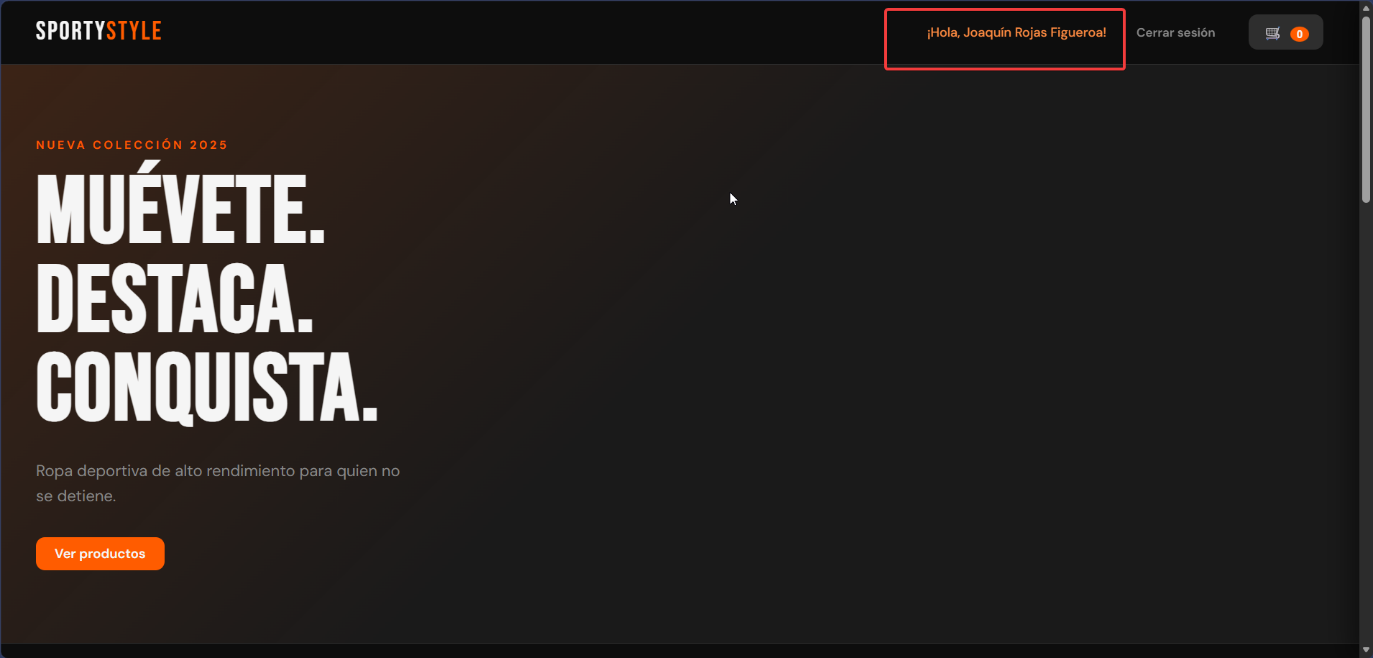 SPORTYSTYLE
¡Hola, Joaquín Rojas Figueroa!
Cerrar sesión
0
NUEVA COLECCIÓN 2025
MUÉVETE.
DESTACA.
CONQUISTA.
Ropa deportiva de alto rendimiento para quien no
se detiene.
Ver productos